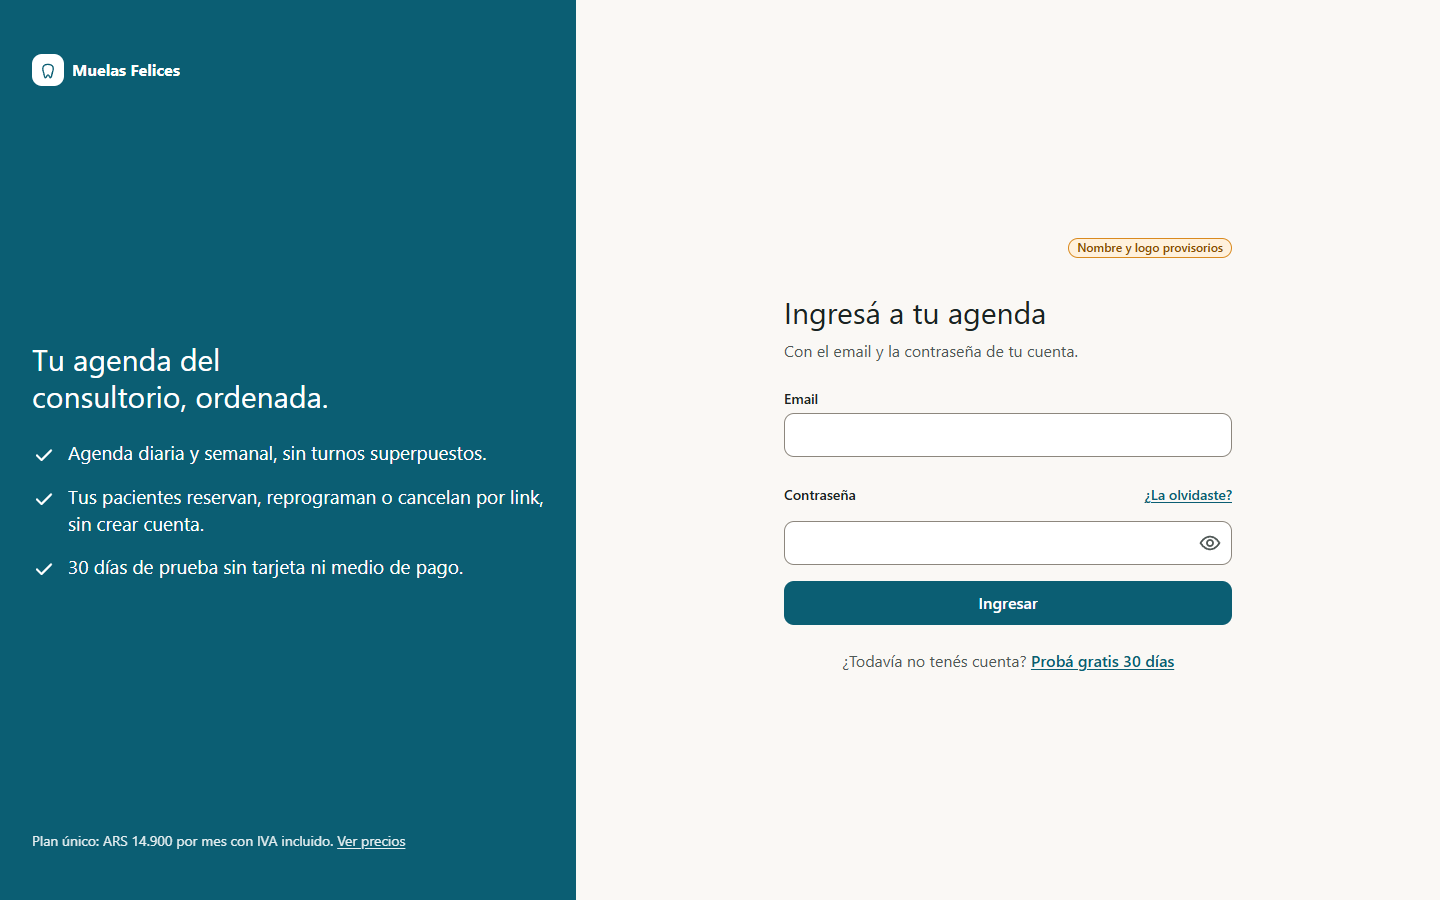 Muelas Felices
Tu agenda del
consultorio, ordenada.
Agenda diaria y semanal, sin turnos superpuestos.
Tus pacientes reservan, reprograman o cancelan por link,
sin crear cuenta.
30 días de prueba sin tarjeta ni medio de pago.
Plan único: ARS 14.900 por mes con IVA incluido. Ver precios
Nombre y logo provisorios
Ingresá a tu agenda
Con el email y la contraseña de tu cuenta.
Email
Contraseña ¿La olvidaste?
Ingresar
¿Todavía no tenés cuenta? Probá gratis 30 días